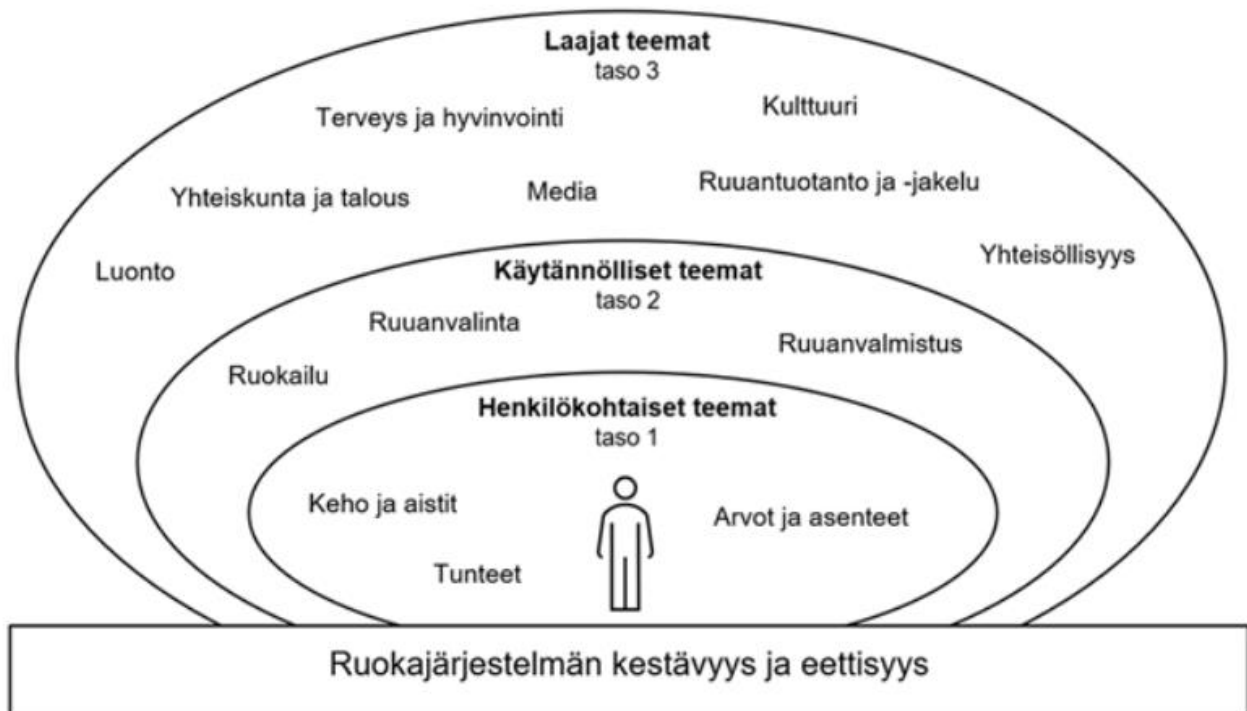 Laajat teemat
taso 3
Terveys ja hyvinvointi
Kulttuuri
Yhteiskunta ja talous
Media
Ruuantuotanto ja -jakelu
Luonto
Yhteisöllisyys
Käytännölliset teemat
taso 2
Ruuanvalinta
Ruuanvalmistus
Ruokailu
Henkilökohtaiset teemat
taso 1
Keho ja aistit
Arvot ja asenteet
Tunteet
Ruokajärjestelmän kestävyys ja eettisyys